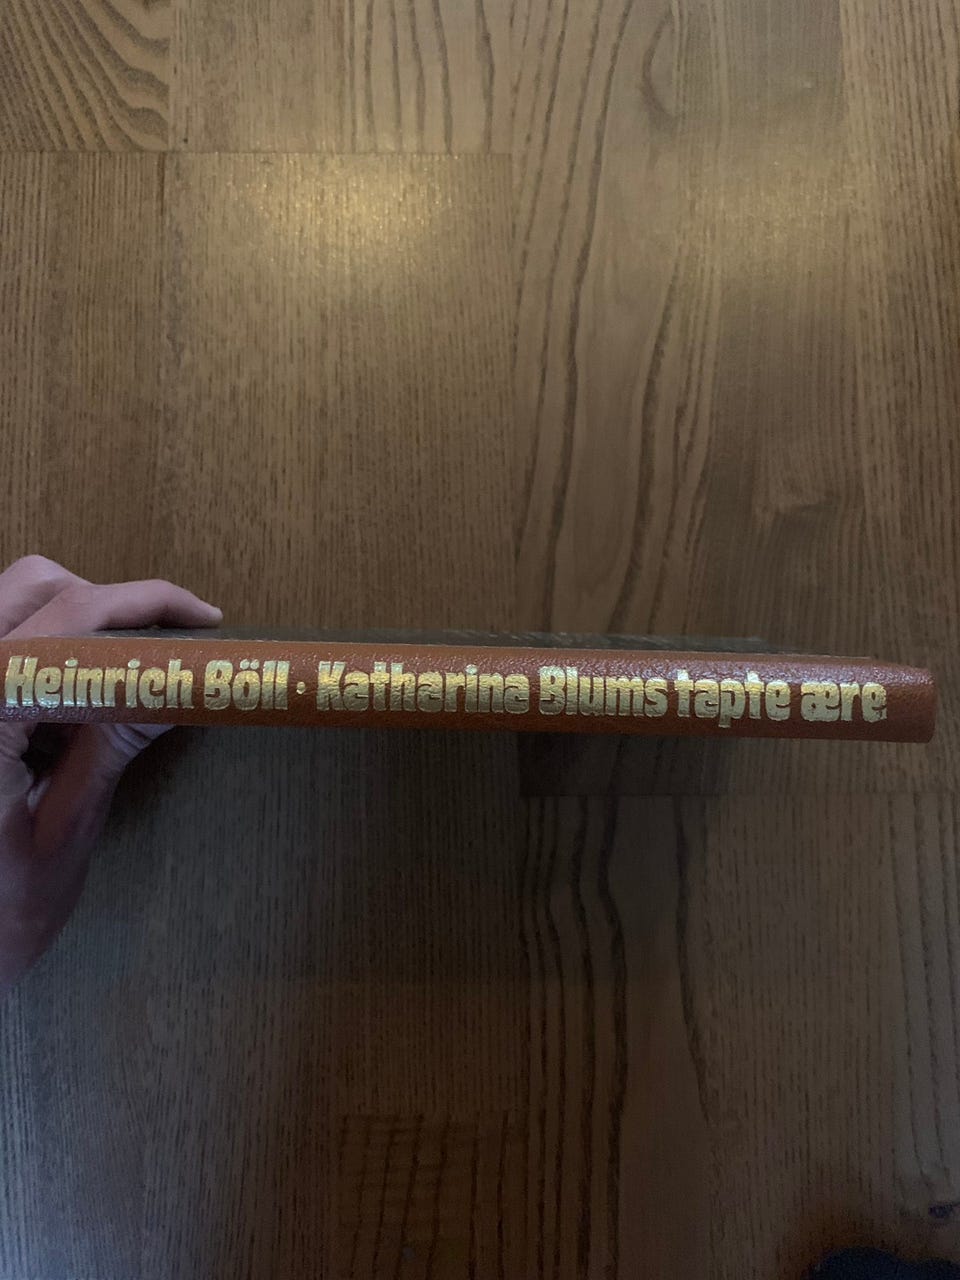 Heinrich Böll · Katharina Blums tapte ære